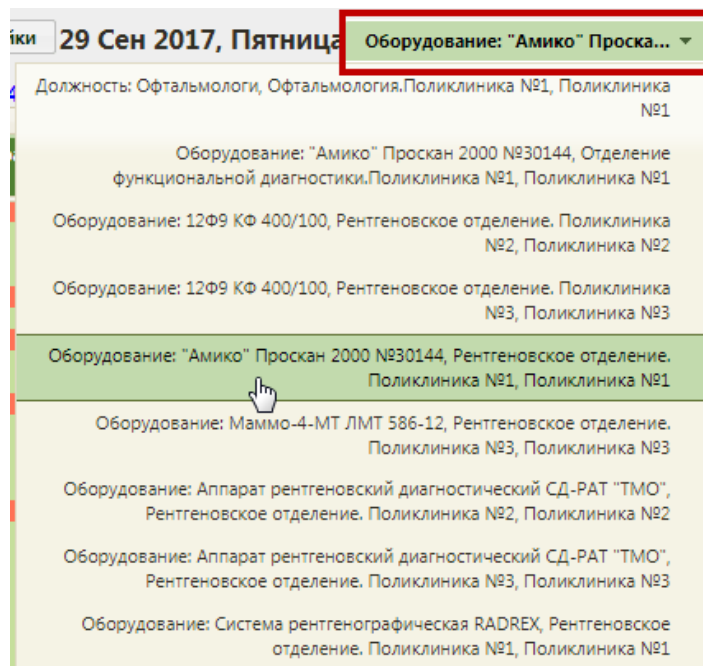 йки 29 Сен 2017, Пятница Оборудование: "Амико" Проска...
Должность: Офтальмологи, Офтальмология.Поликлиника №1, Поликлиника
№1
Оборудование: "Амико" Проскан 2000 №30144, Отделение
функциональной диагностики.Поликлиника №1, Поликлиника №1
Оборудование: 12Ф9 КФ 400/100, Рентгеновское отделение. Поликлиника
№2, Поликлиника №2
Оборудование: 12Ф9 КФ 400/100, Рентгеновское отделение. Поликлиника
№3, Поликлиника №3
Оборудование: "Амико" Проскан 2000 №30144, Рентгеновское отделение.
Поликлиника №1, Поликлиника №1
Оборудование: Маммо-4-МТ ЛМТ 586-12, Рентгеновское отделение.
Поликлиника №3, Поликлиника №3
Оборудование: Аппарат рентгеновский диагностический СД-РАТ "ТМО",
Рентгеновское отделение. Поликлиника №2, Поликлиника №2
Оборудование: Аппарат рентгеновский диагностический СД-РАТ "ТМО",
Рентгеновское отделение. Поликлиника №3, Поликлиника №3
Оборудование: Система рентгенографическая RADREX, Рентгеновское
отделение. Поликлиника №1, Поликлиника №1